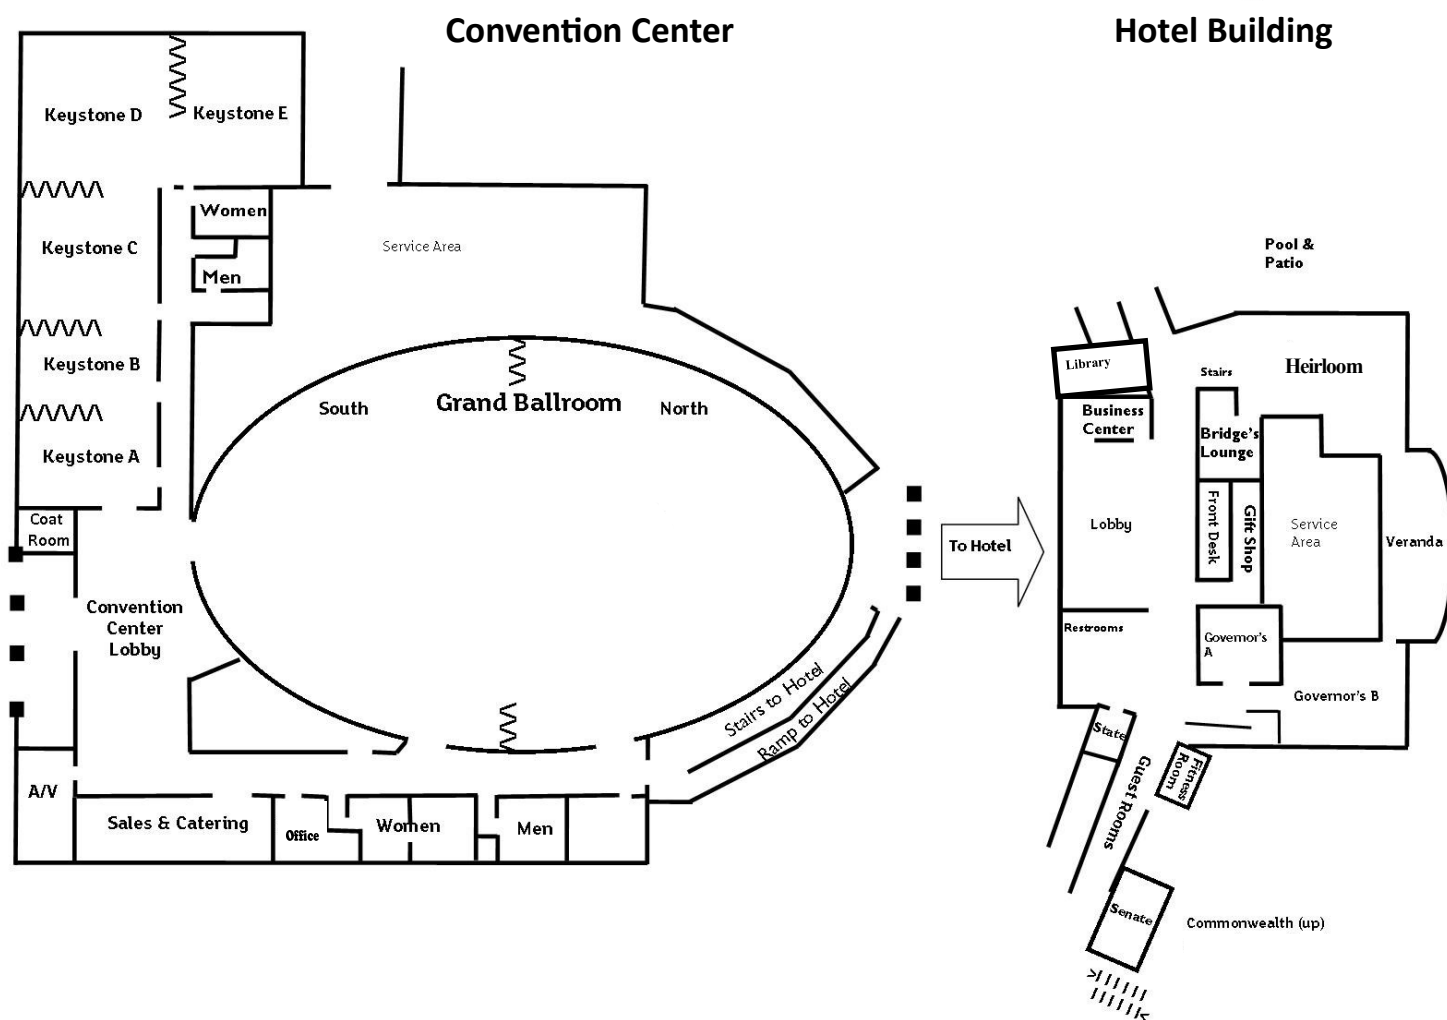 Convention Center
Hotel Building
Keystone D
Keystone E
Women
Keystone C
Men
Service Area
Keystone B
Keystone A
South
Grand Ballroom
North
Coat
Room
Convention
Center
Lobby
To Hotel
Stairs to Hotel
Ramp to Hotel
A/V
Sales & Catering
Office
Women
Men
Pool &
Patio
Library
Stairs
Heirloom
Business
Center
Bridge's
Lounge
Lobby
Front Desk
Gift Shop
Service
Area
Veranda
Restrooms
Governor's
A
Governor's B
State
Guest Rooms
Fitness
Room
Senate
Commonwealth (up)